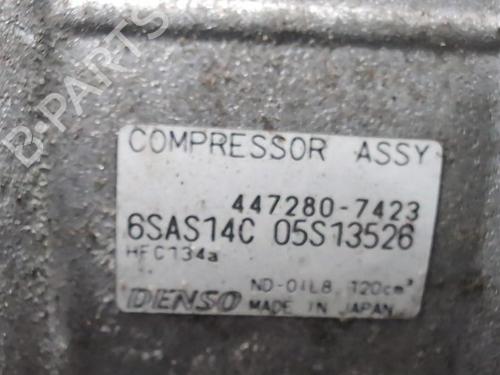 B-PARTS
COMPRESSOR ASSY
447280-7423
6SAS14C 05S13526
HFC134a
ND-OIL8 120cm³
DENSO MADE IN JAPAN